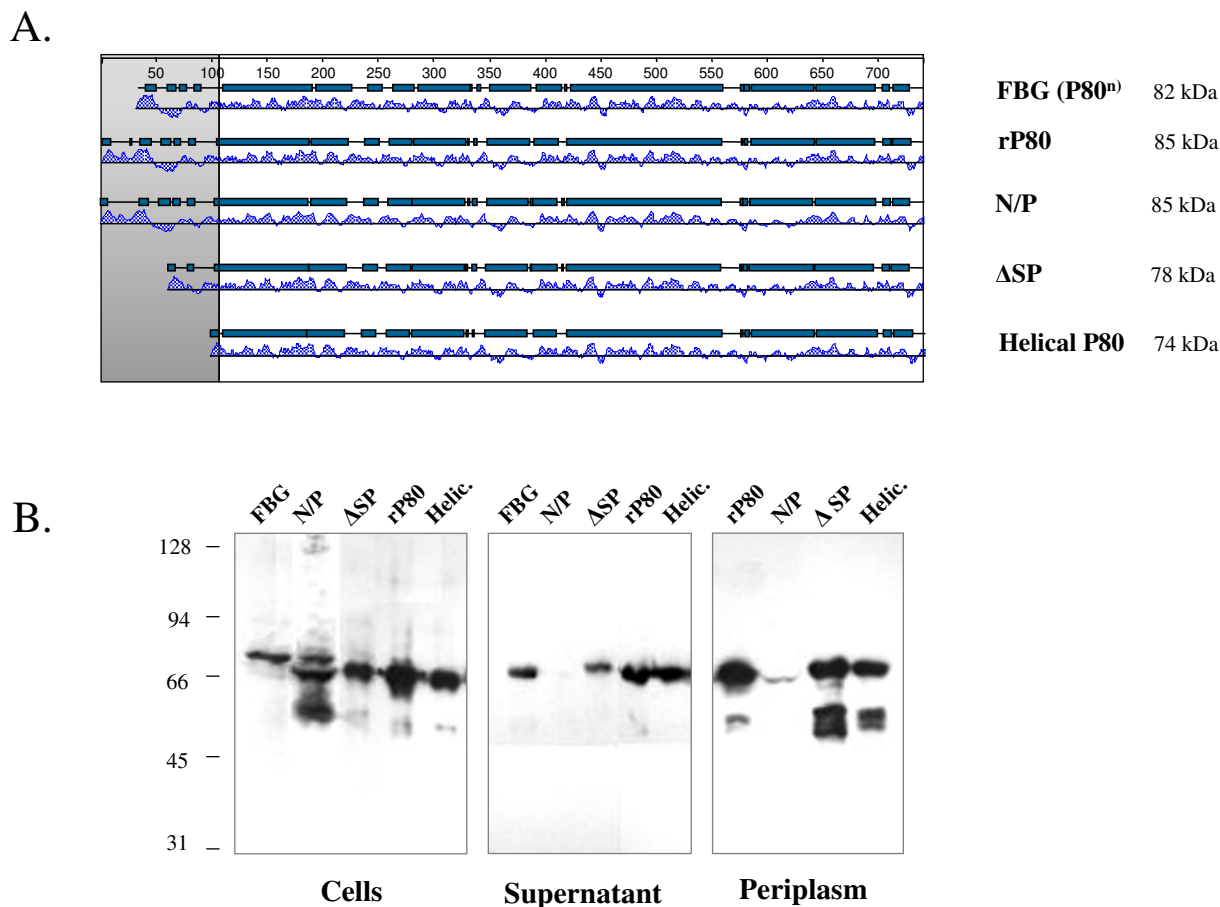 A.
50 100 150 200 250 300 350 400 450 500 550 600 650 700
FBG (P80ⁿ) 82 kDa
rP80 85 kDa
N/P 85 kDa
ΔSP 78 kDa
Helical P80 74 kDa
B.
FBG N/P ΔSP rP80 Helic.
FBG N/P ΔSP rP80 Helic.
rP80 N/P Δ SP Helic.
128
94
66
45
31
Cells Supernatant Periplasm